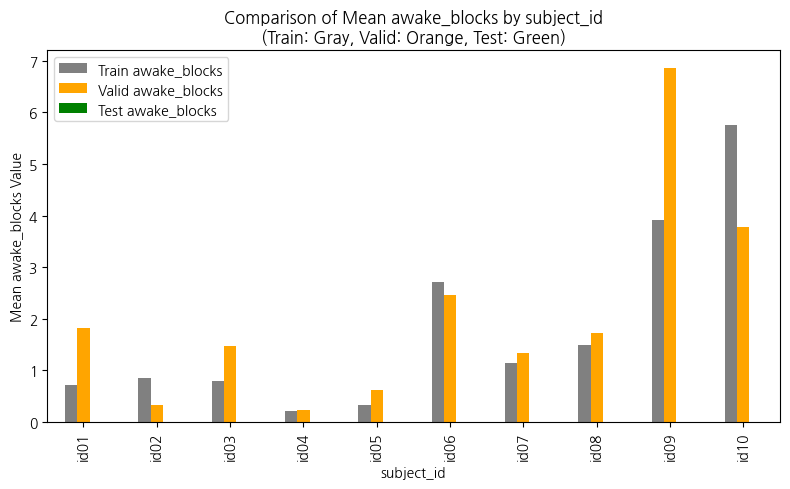 Comparison of Mean awake_blocks by subject_id
(Train: Gray, Valid: Orange, Test: Green)
Train awake_blocks
Valid awake_blocks
Test awake_blocks
Mean awake_blocks Value
7
6
5
4
3
2
1
0
id01
id02
id03
id04
id05
id06
id07
id08
id09
id10
subject_id